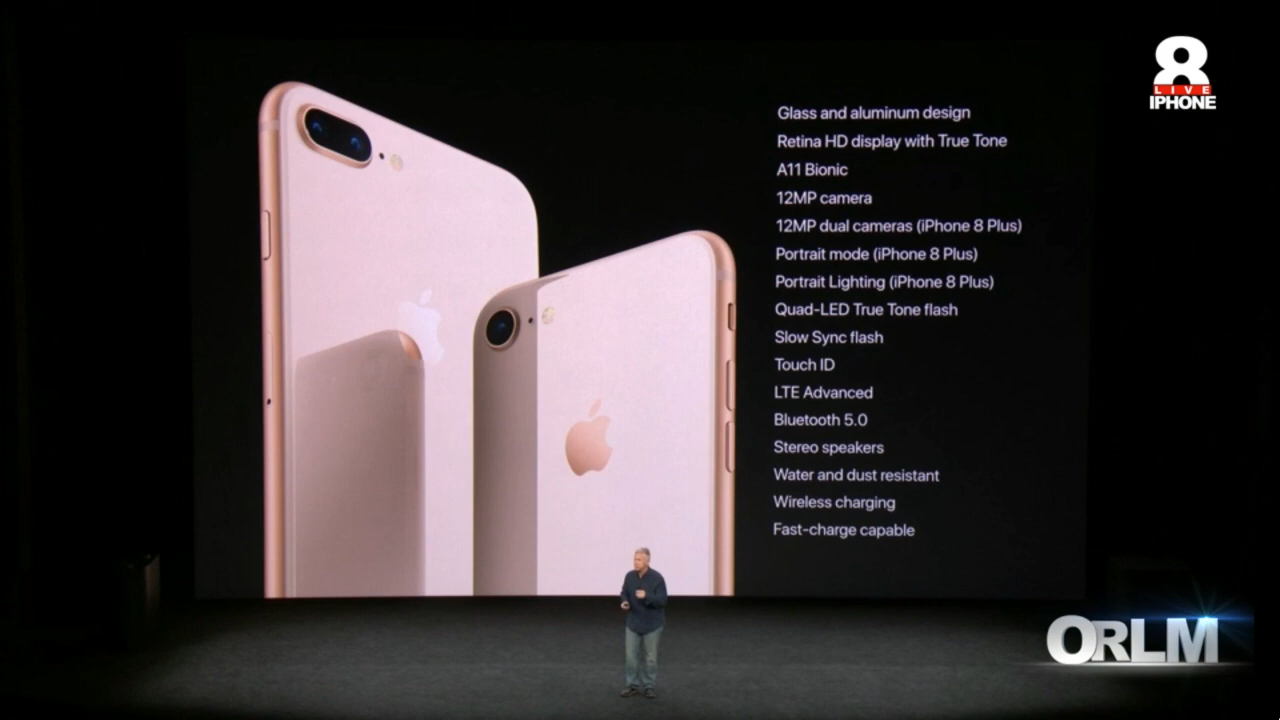 8
LIVE
IPHONE
Glass and aluminum design
Retina HD display with True Tone
A11 Bionic
12MP camera
12MP dual cameras (iPhone 8 Plus)
Portrait mode (iPhone 8 Plus)
Portrait Lighting (iPhone 8 Plus)
Quad-LED True Tone flash
Slow Sync flash
Touch ID
LTE Advanced
Bluetooth 5.0
Stereo speakers
Water and dust resistant
Wireless charging
Fast-charge capable
ORLM